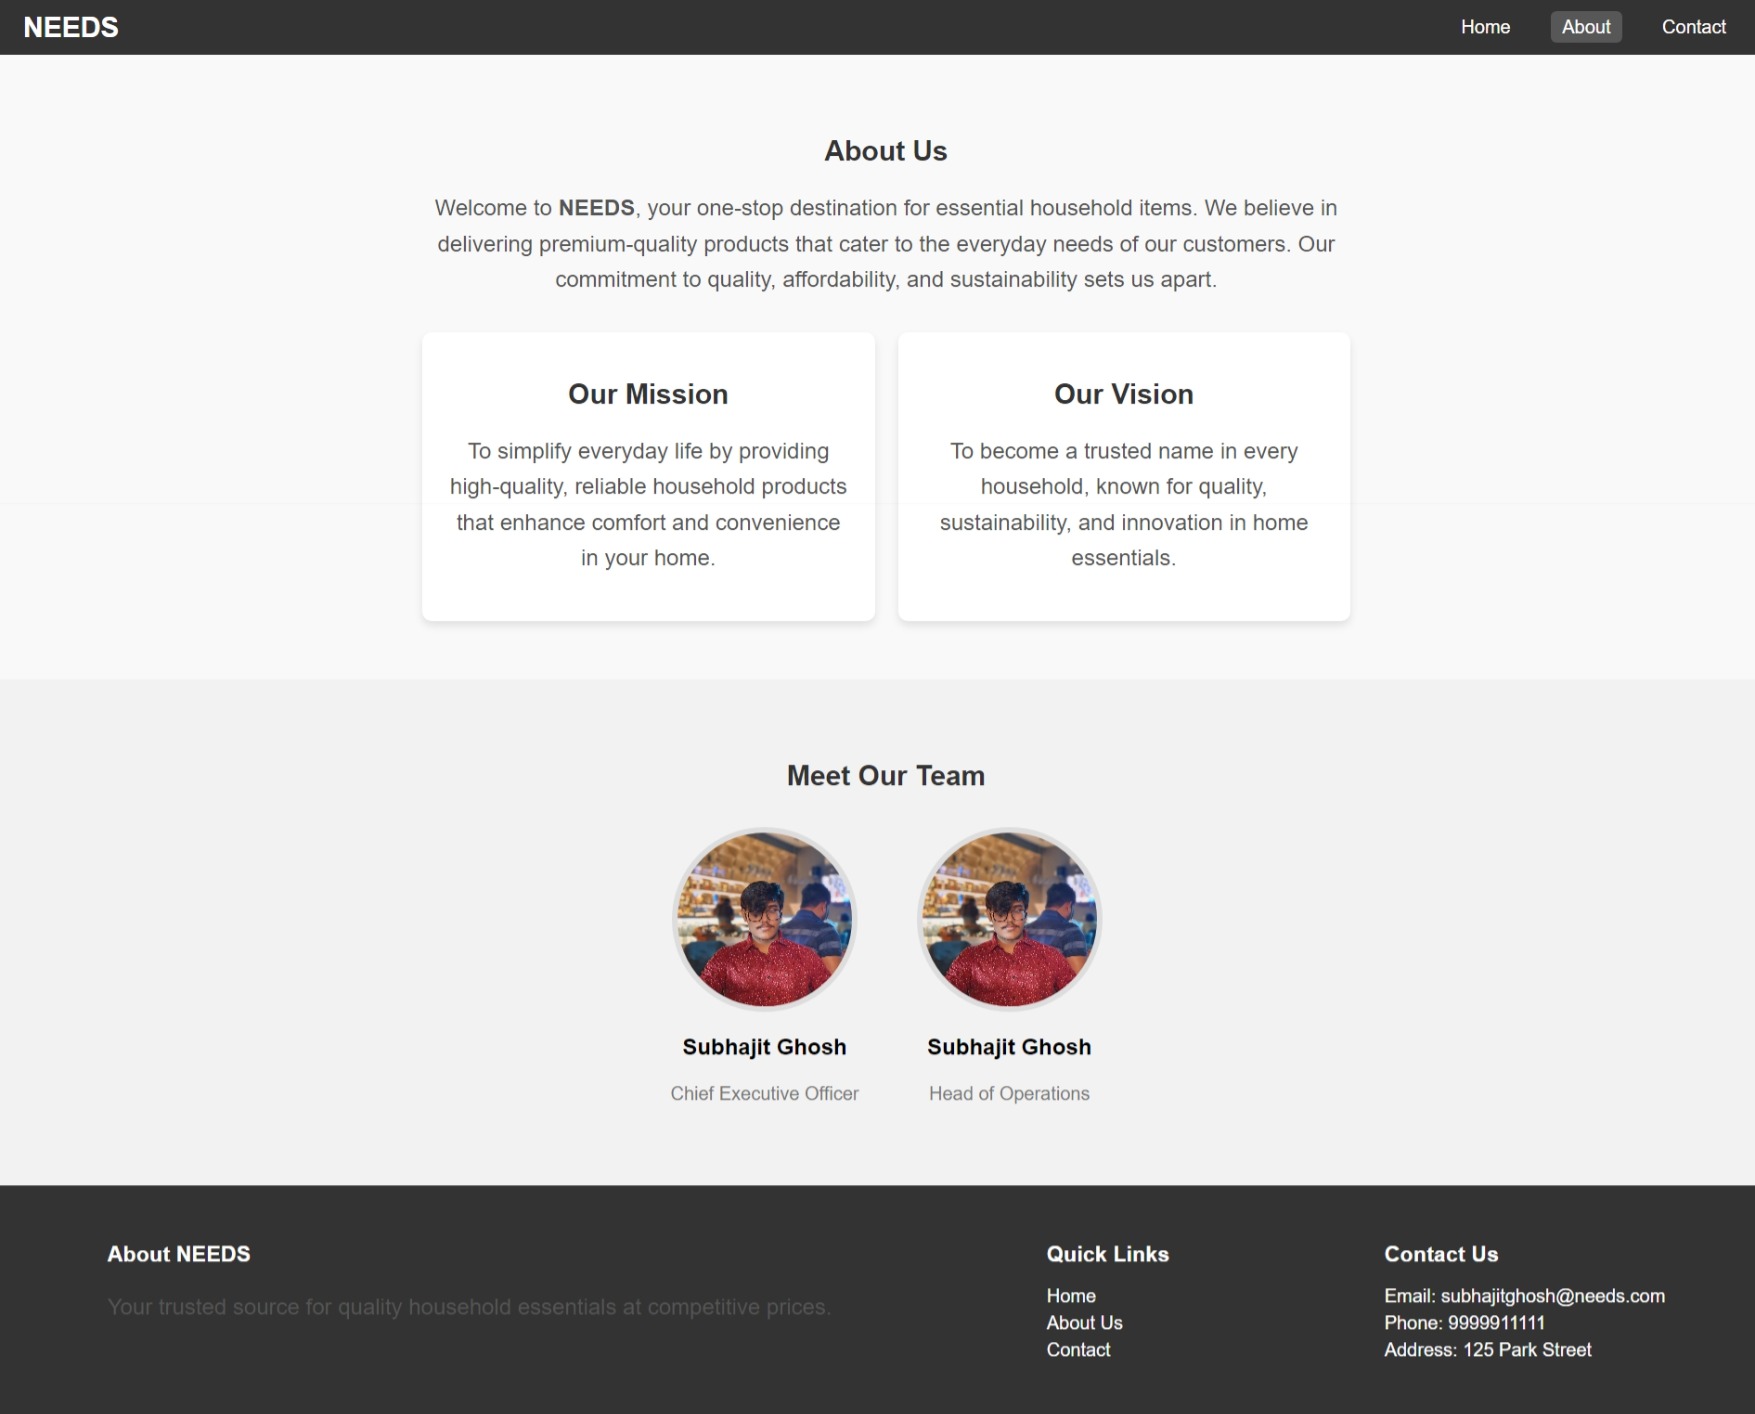 NEEDS
Home
About
Contact
About Us
Welcome to NEEDS, your one-stop destination for essential household items. We believe in
delivering premium-quality products that cater to the everyday needs of our customers. Our
commitment to quality, affordability, and sustainability sets us apart.
Our Mission
To simplify everyday life by providing
high-quality, reliable household products
that enhance comfort and convenience
in your home.
Our Vision
To become a trusted name in every
household, known for quality,
sustainability, and innovation in home
essentials.
Meet Our Team
Subhajit Ghosh
Chief Executive Officer
Subhajit Ghosh
Head of Operations
About NEEDS
Your trusted source for quality household essentials at competitive prices.
Quick Links
Home
About Us
Contact
Contact Us
Email: subhajitghosh@needs.com
Phone: 9999911111
Address: 125 Park Street